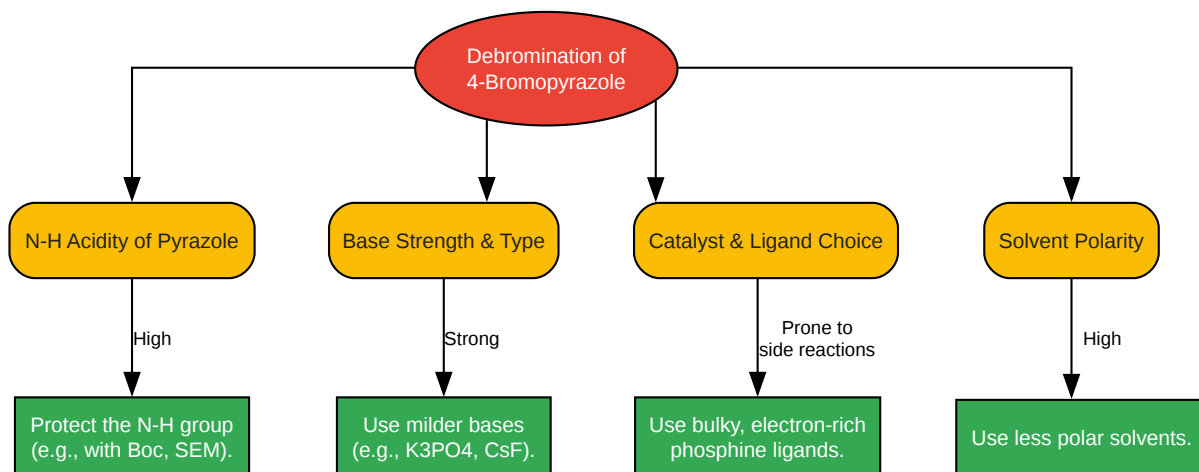 Debromination of
4-Bromopyrazole
N-H Acidity of Pyrazole
Base Strength & Type
Catalyst & Ligand Choice
Solvent Polarity
High
Strong
Prone to
side reactions
High
Protect the N-H group
(e.g., with Boc, SEM).
Use milder bases
(e.g., K3PO4, CsF).
Use bulky, electron-rich
phosphine ligands.
Use less polar solvents.